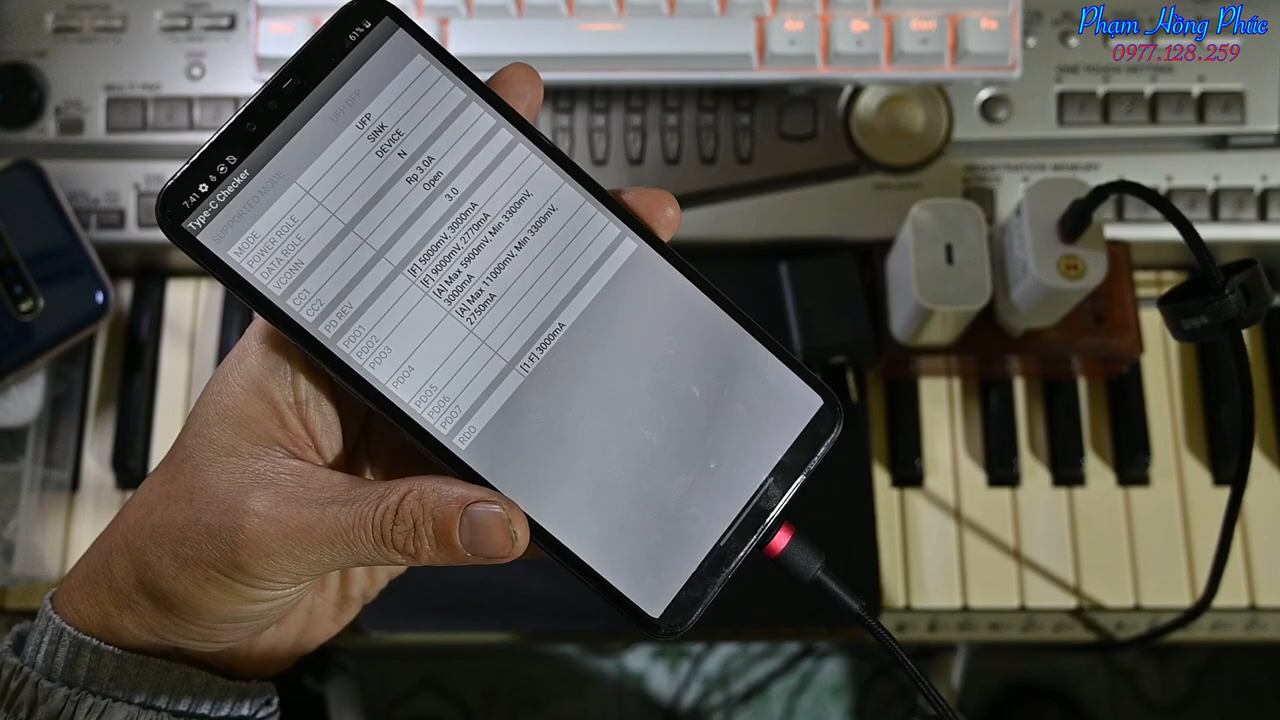 Phạm Hồng Phúc
0977.128.259
7:41
61%
Type-C Checker
SUPPORTED MODE UFP DFP
MODE UFP
POWER ROLE SINK
DATA ROLE DEVICE
VCONN N
CC1 Rp 3.0A
CC2 Open
PD REV 3.0
PDO1 [F] 5000mV,3000mA
PDO2 [F] 9000mV,2770mA
PDO3 [A] Max 5900mV, Min 3300mV,
3000mA
PDO4 [A] Max 11000mV, Min 3300mV,
2750mA
PDO5
PDO6
PDO7
RDO [1:F] 3000mA